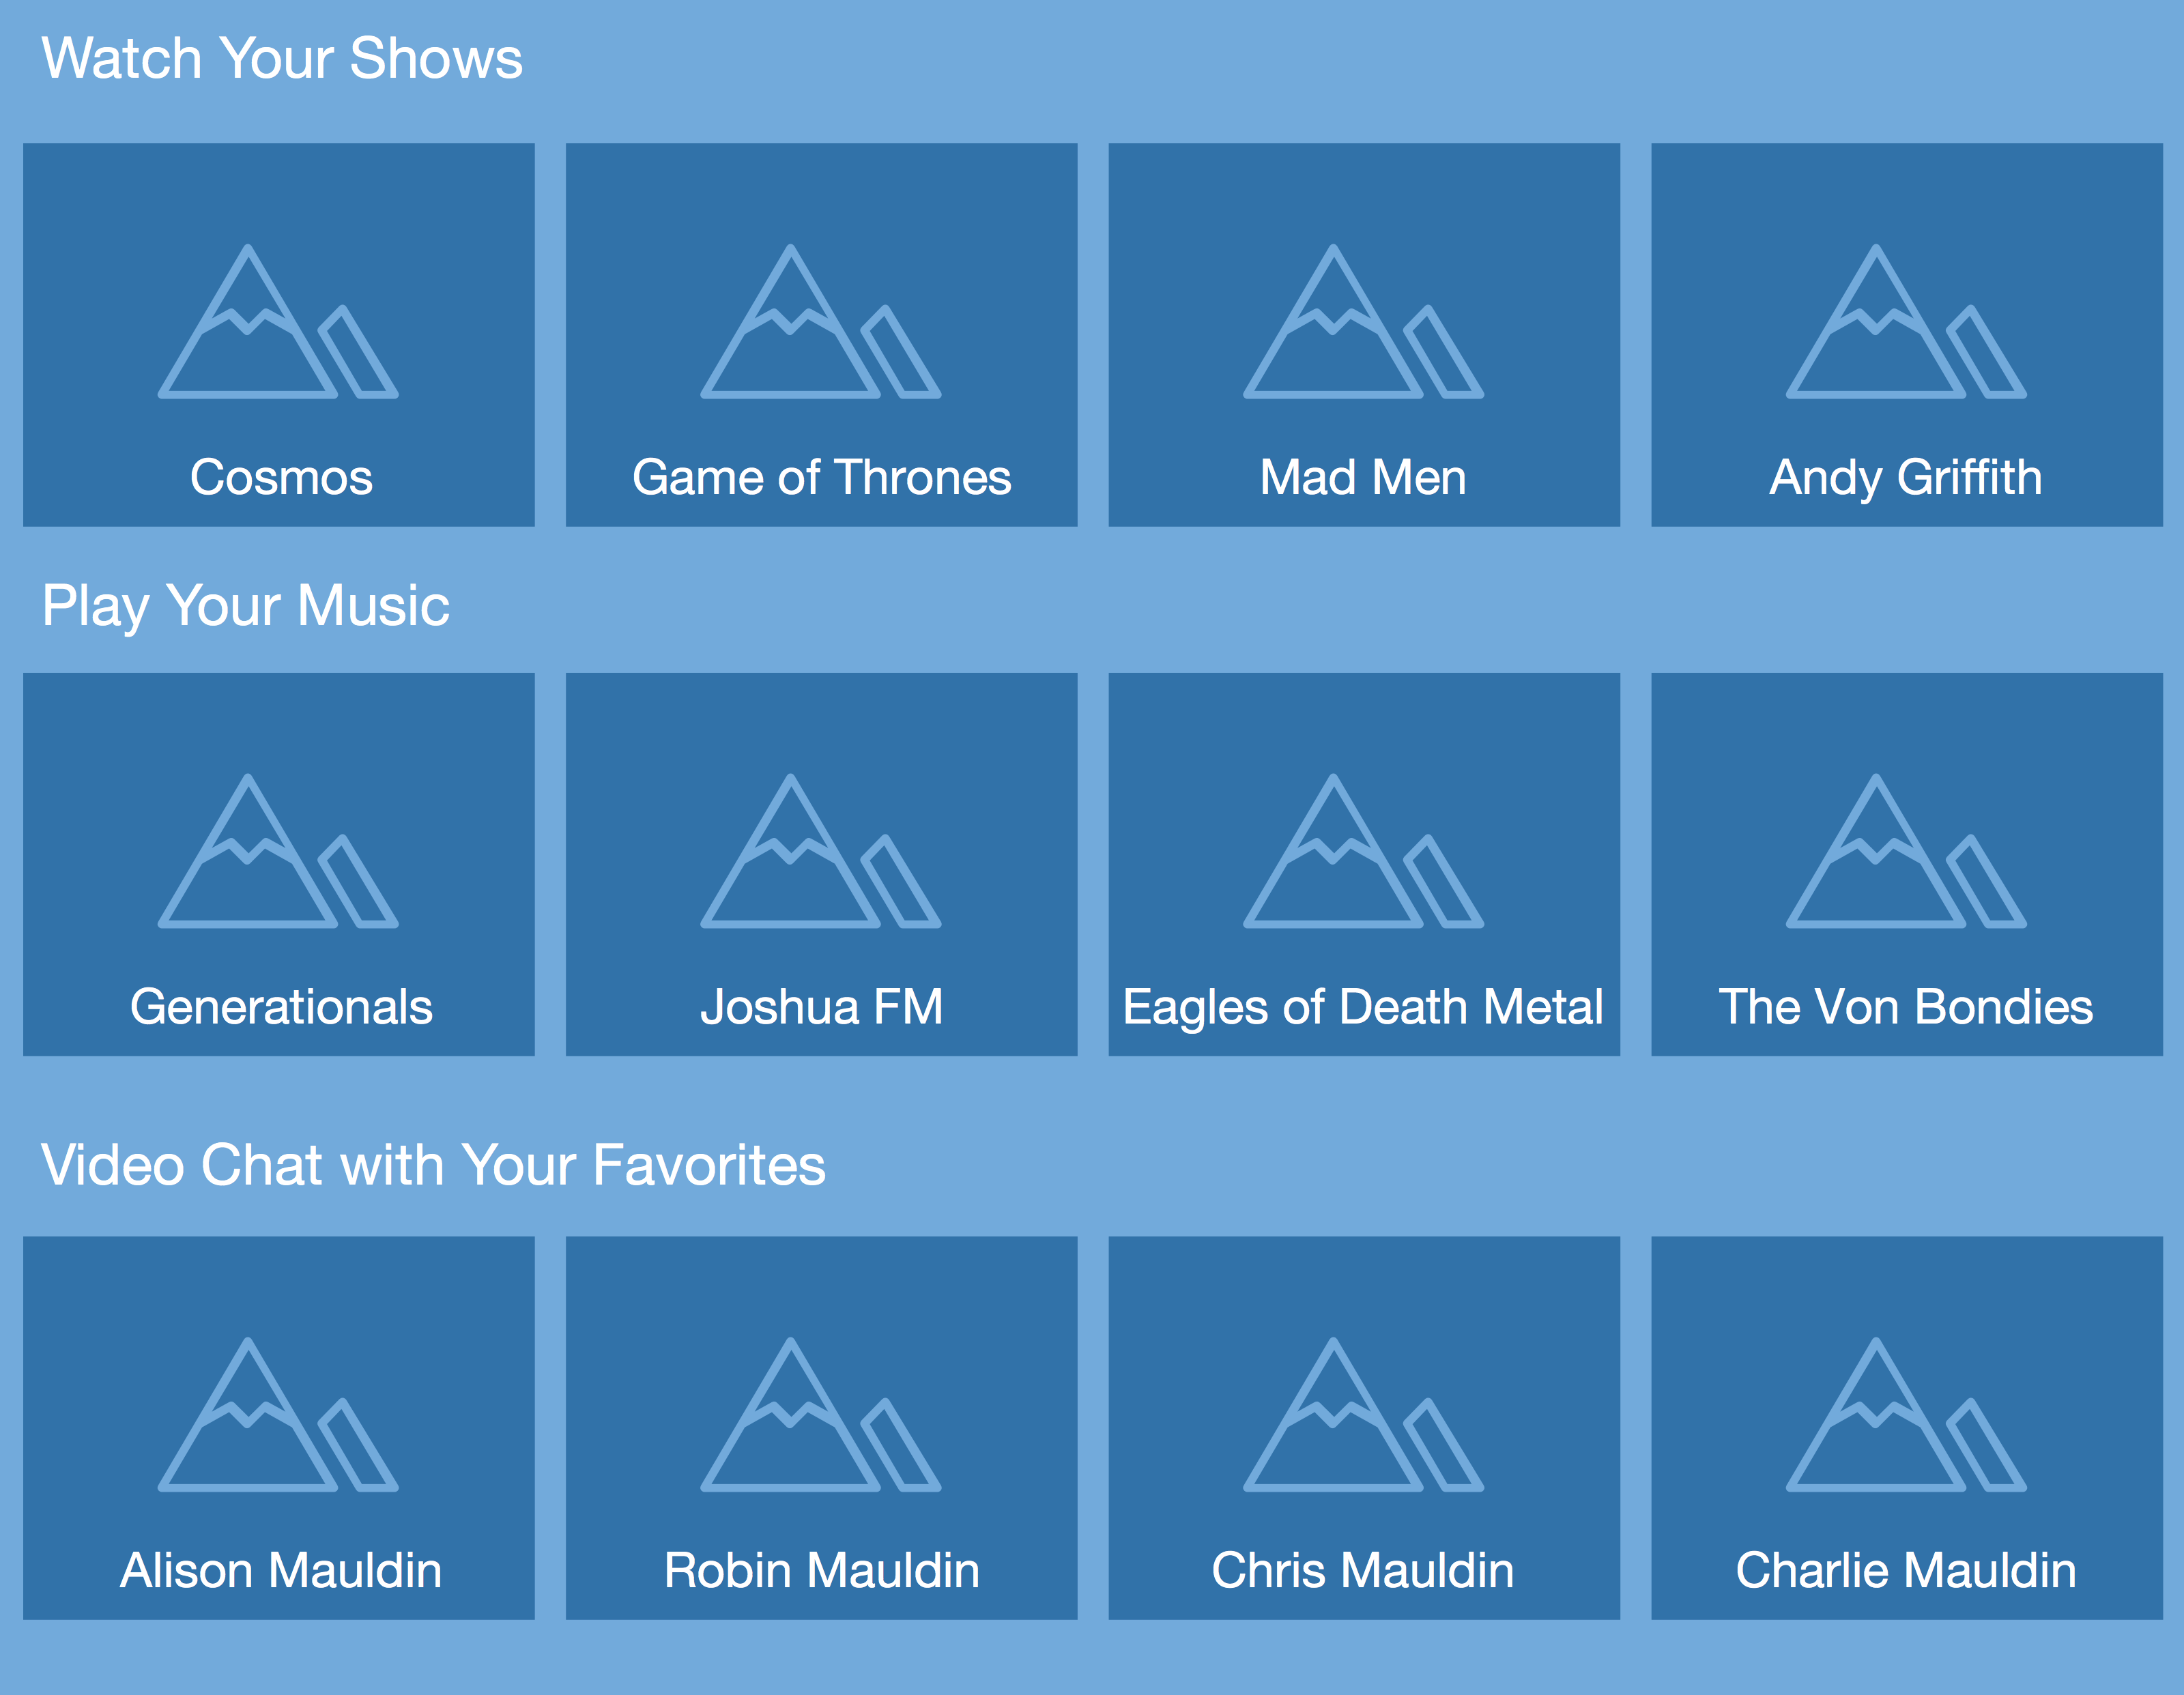 Watch Your Shows
Cosmos
Game of Thrones
Mad Men
Andy Griffith
Play Your Music
Generationals
Joshua FM
Eagles of Death Metal
The Von Bondies
Video Chat with Your Favorites
Alison Mauldin
Robin Mauldin
Chris Mauldin
Charlie Mauldin